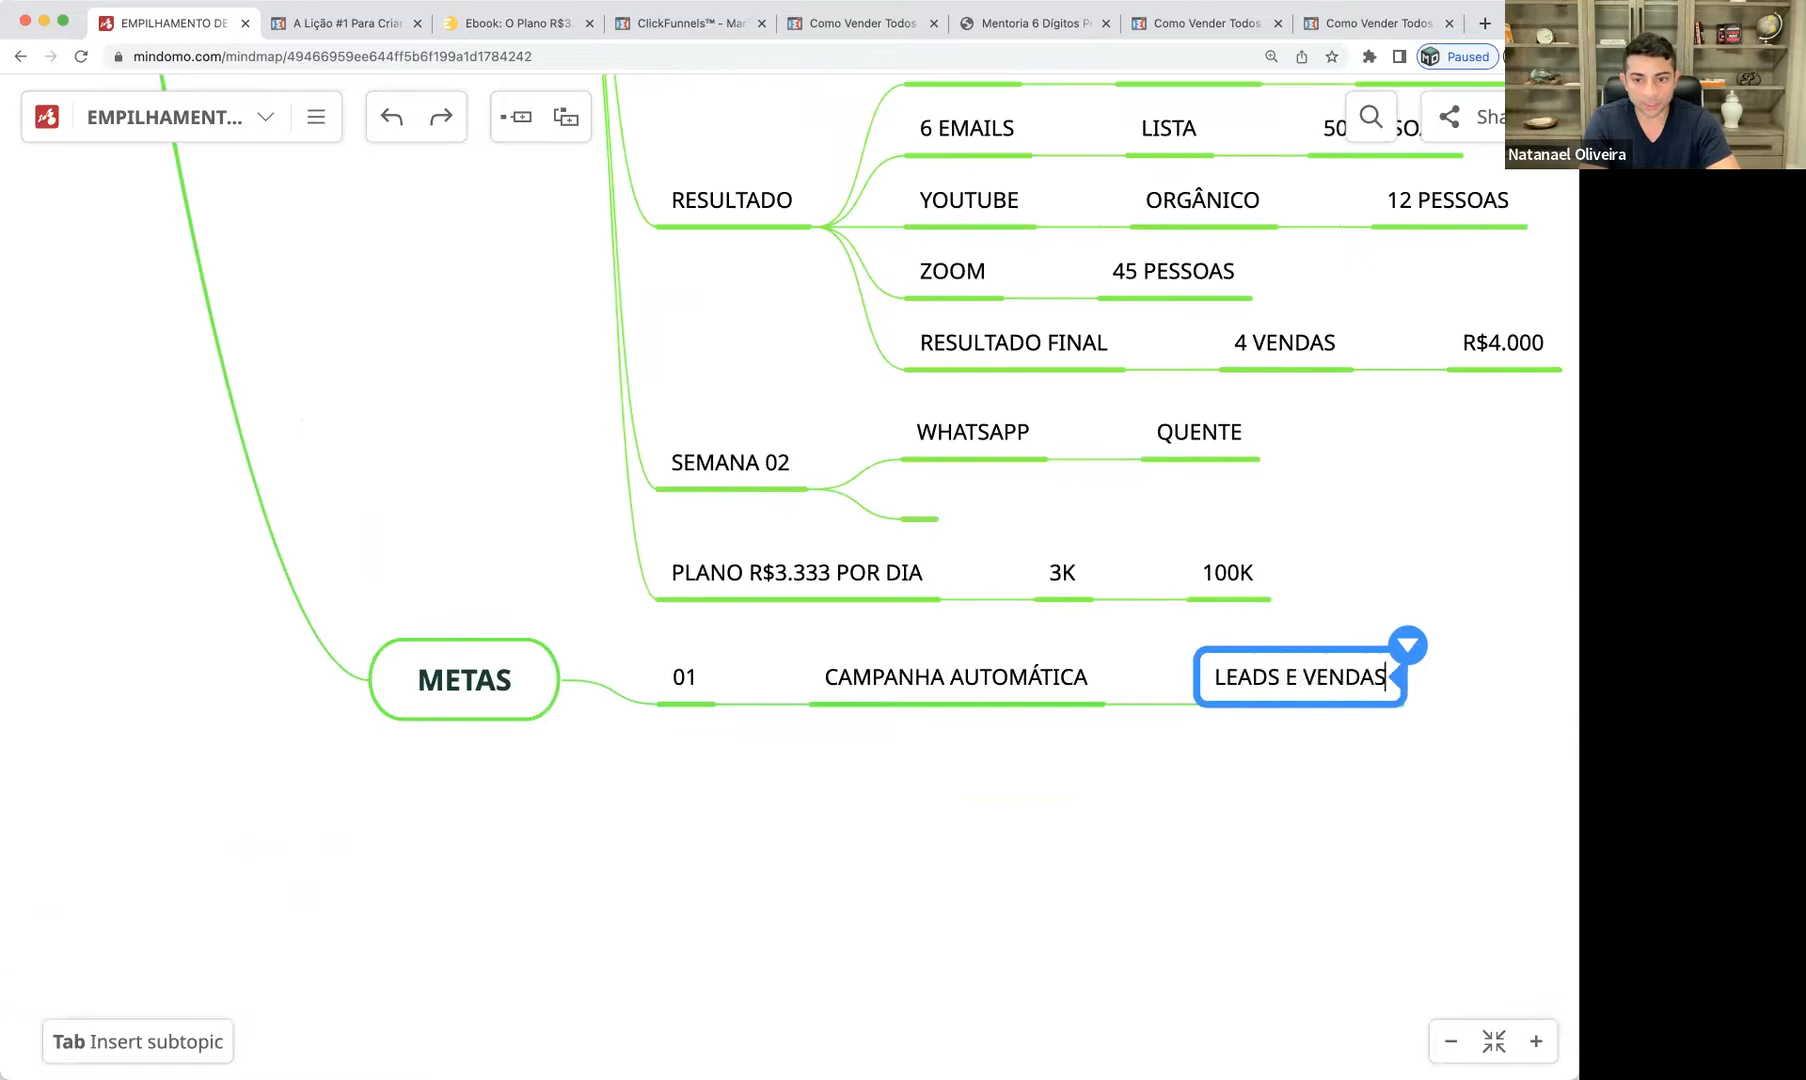 EMPILHAMENTO DE
A Lição #1 Para Criar
Ebook: O Plano R$3.
ClickFunnels™ - Mar
Como Vender Todos
Mentoria 6 Dígitos P
Como Vender Todos
Como Vender Todos
mindomo.com/mindmap/49466959ee644ff5b6f199a1d1784242
Paused
EMPILHAMENT...
Sha
Natanael Oliveira
6 EMAILS LISTA 50
RESULTADO
YOUTUBE ORGÂNICO 12 PESSOAS
ZOOM 45 PESSOAS
RESULTADO FINAL 4 VENDAS R$4.000
WHATSAPP QUENTE
SEMANA 02
PLANO R$3.333 POR DIA 3K 100K
METAS
01 CAMPANHA AUTOMÁTICA LEADS E VENDAS
Tab Insert subtopic